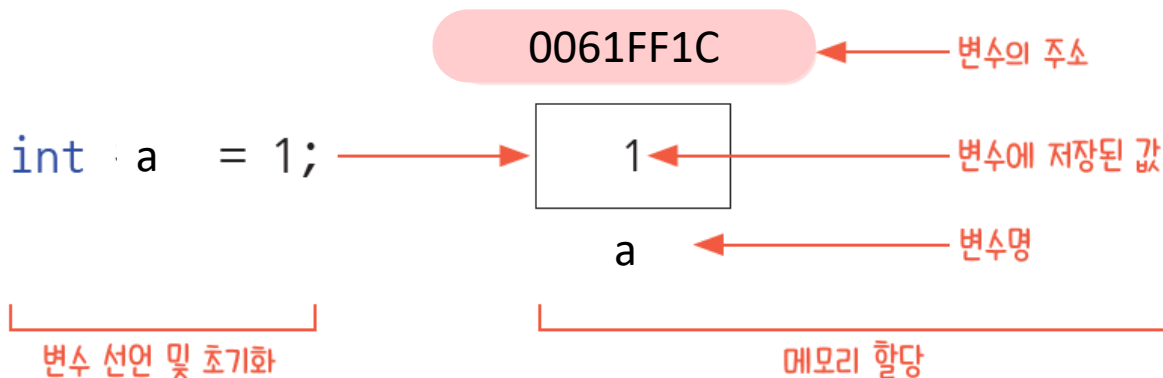 0061FF1C
변수의 주소
int a = 1;
1
변수에 저장된 값
a
변수명
변수 선언 및 초기화
메모리 할당